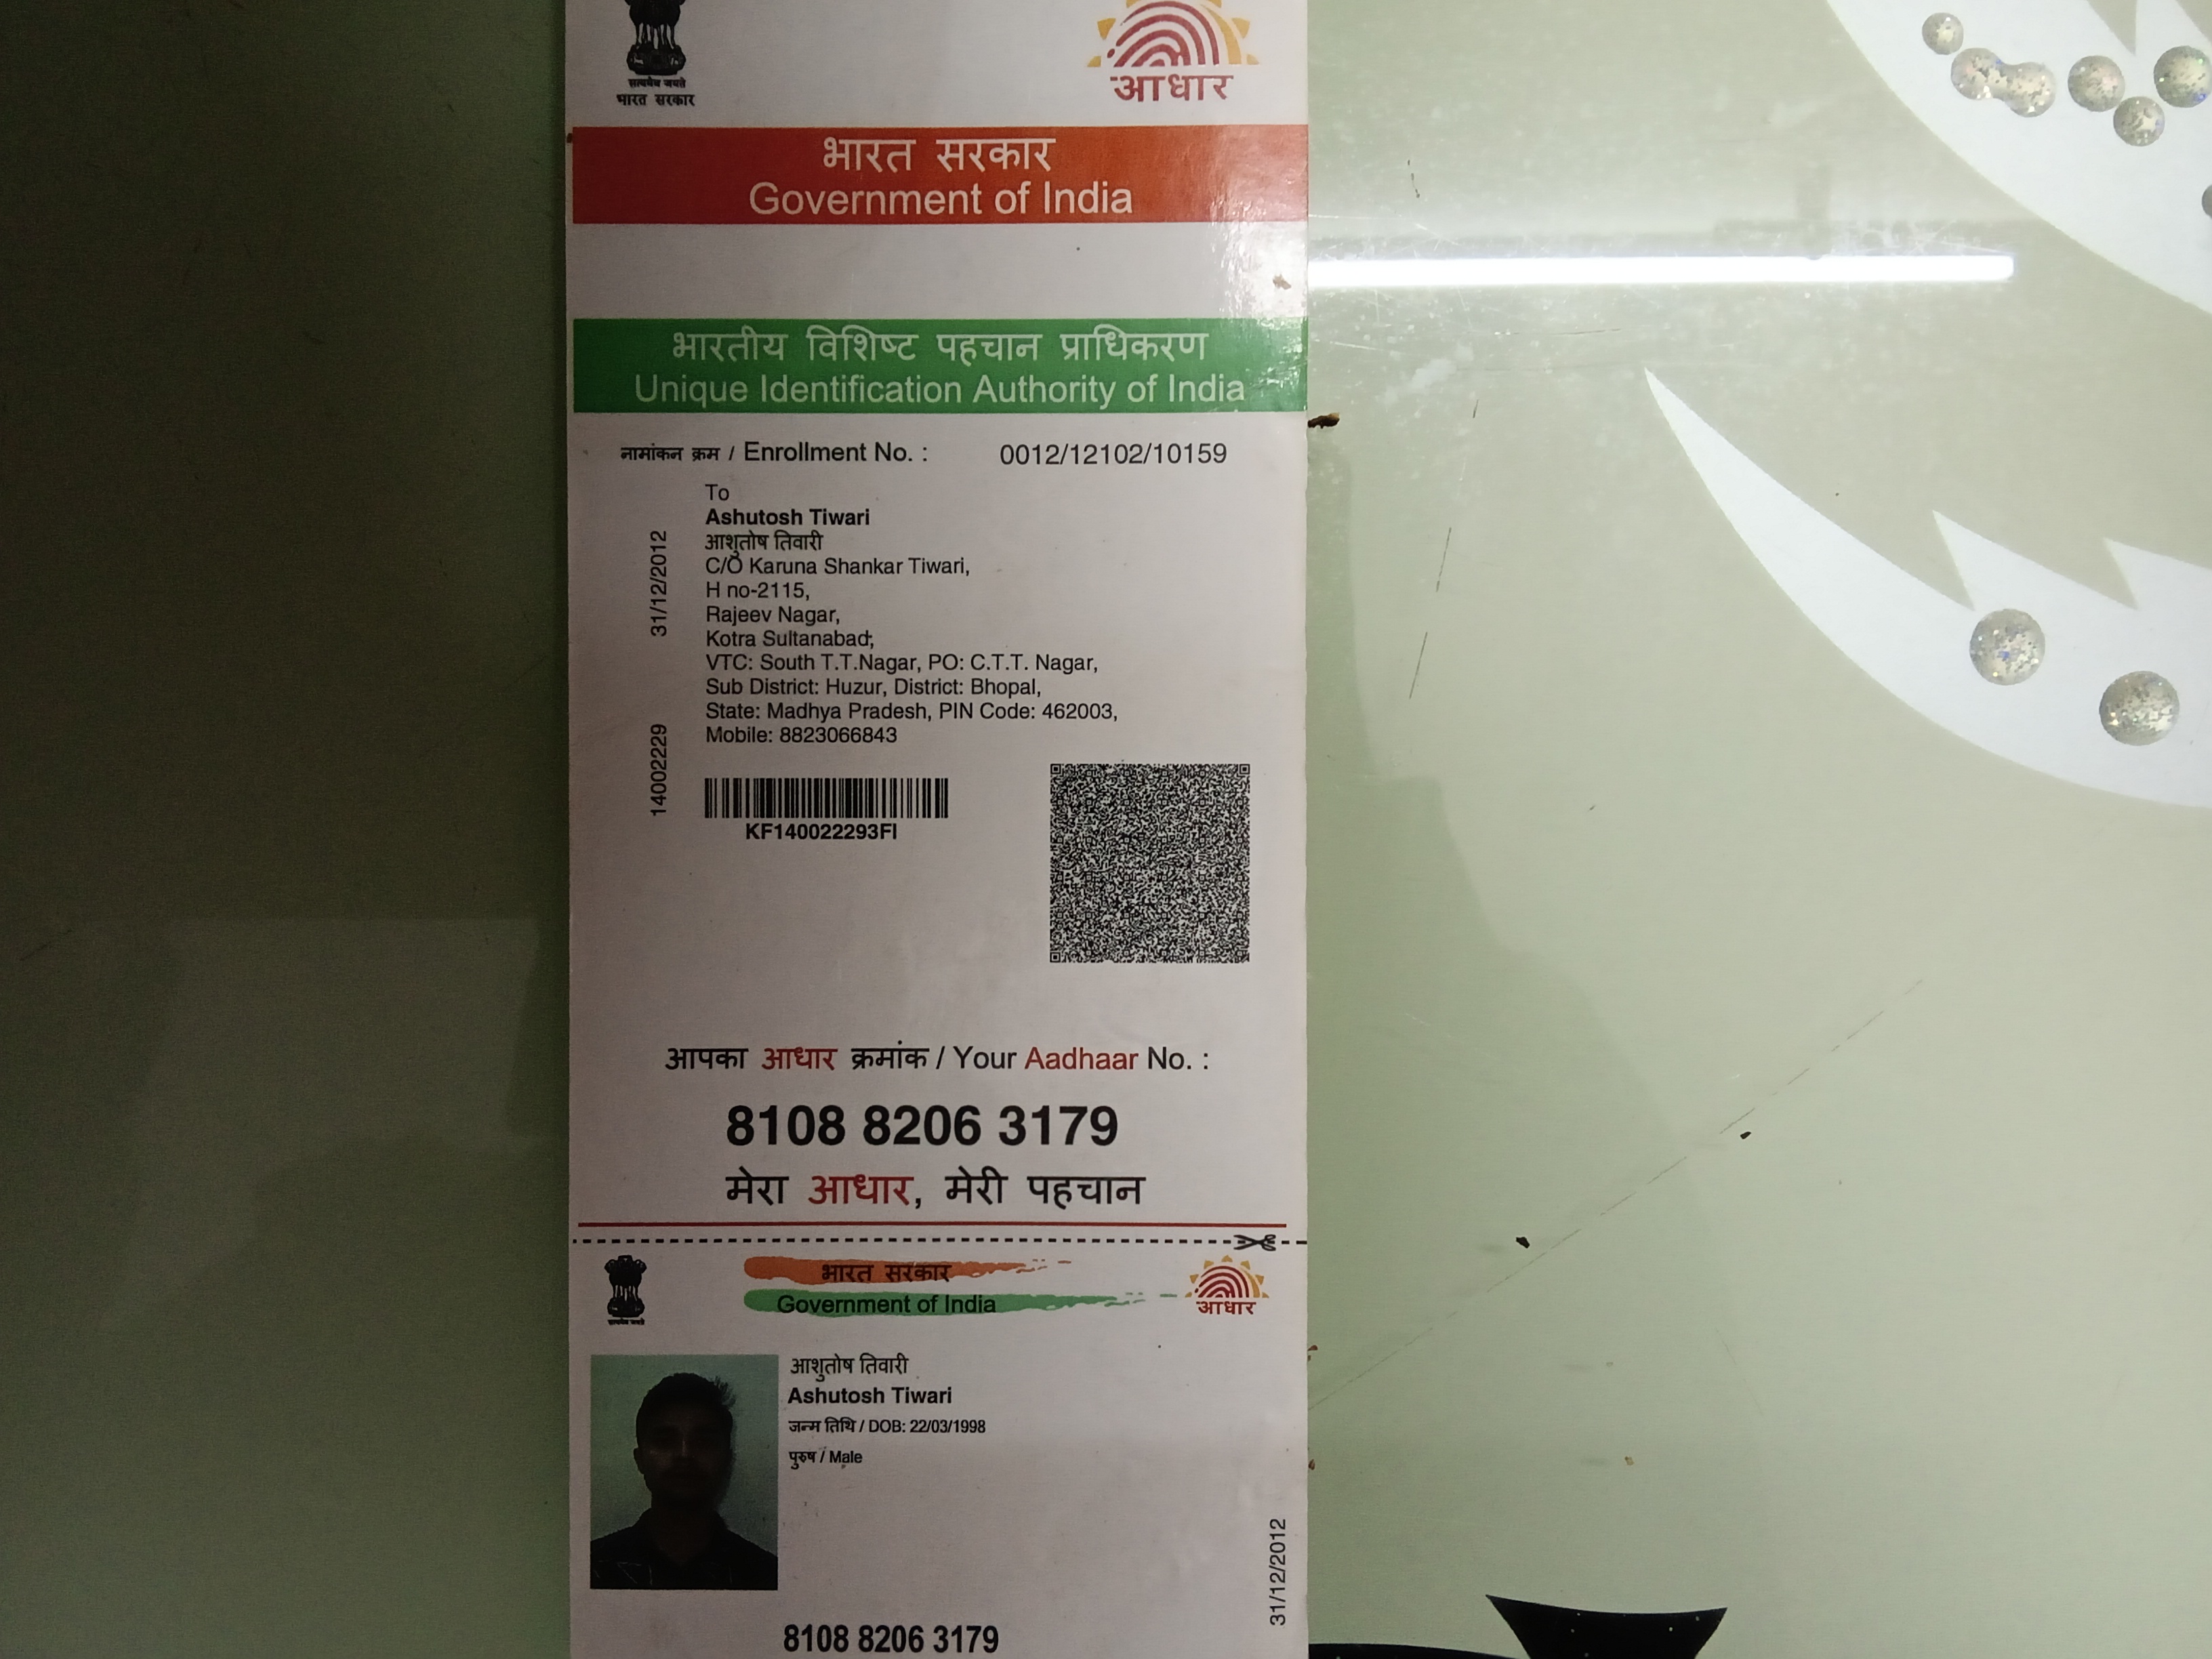 सत्यमेव जयते
भारत सरकार
आधार
भारत सरकार
Government of India
भारतीय विशिष्ट पहचान प्राधिकरण
Unique Identification Authority of India
नामांकन क्रम / Enrollment No. : 0012/12102/10159
To
Ashutosh Tiwari
आशुतोष तिवारी
C/O Karuna Shankar Tiwari,
H no-2115,
Rajeev Nagar,
Kotra Sultanabad,
VTC: South T.T.Nagar, PO: C.T.T. Nagar,
Sub District: Huzur, District: Bhopal,
State: Madhya Pradesh, PIN Code: 462003,
Mobile: 8823066843
31/12/2012
14002229
KF140022293FI
आपका आधार क्रमांक / Your Aadhaar No. :
8108 8206 3179
मेरा आधार, मेरी पहचान
सत्यमेव जयते
भारत सरकार
Government of India
आधार
आशुतोष तिवारी
Ashutosh Tiwari
जन्म तिथि / DOB: 22/03/1998
पुरुष / Male
31/12/2012
8108 8206 3179